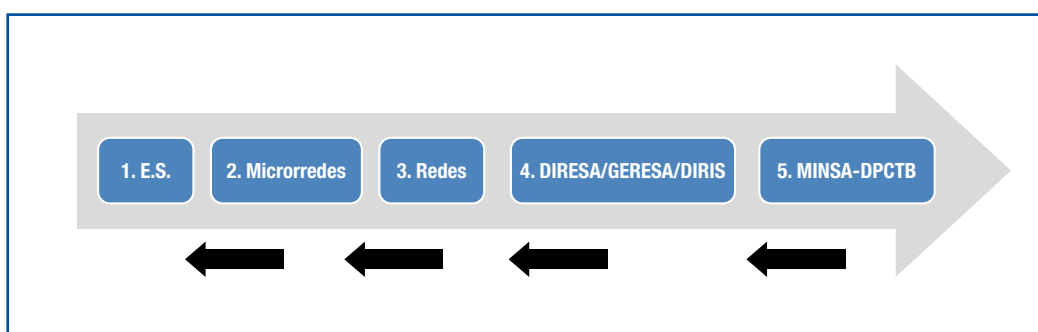 1. E.S.
2. Microrredes
3. Redes
4. DIRESA/GERESA/DIRIS
5. MINSA-DPCTB